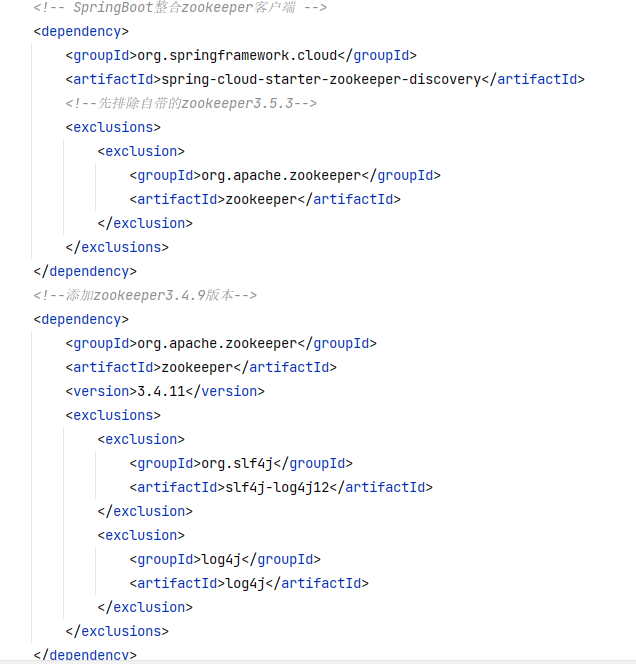 <!-- SpringBoot整合zookeeper客户端 -->
<dependency>
<groupId>org.springframework.cloud</groupId>
<artifactId>spring-cloud-starter-zookeeper-discovery</artifactId>
<!--先排除自带的zookeeper3.5.3-->
<exclusions>
<exclusion>
<groupId>org.apache.zookeeper</groupId>
<artifactId>zookeeper</artifactId>
</exclusion>
</exclusions>
</dependency>
<!--添加zookeeper3.4.9版本-->
<dependency>
<groupId>org.apache.zookeeper</groupId>
<artifactId>zookeeper</artifactId>
<version>3.4.11</version>
<exclusions>
<exclusion>
<groupId>org.slf4j</groupId>
<artifactId>slf4j-log4j12</artifactId>
</exclusion>
<exclusion>
<groupId>log4j</groupId>
<artifactId>log4j</artifactId>
</exclusion>
</exclusions>
</dependency>